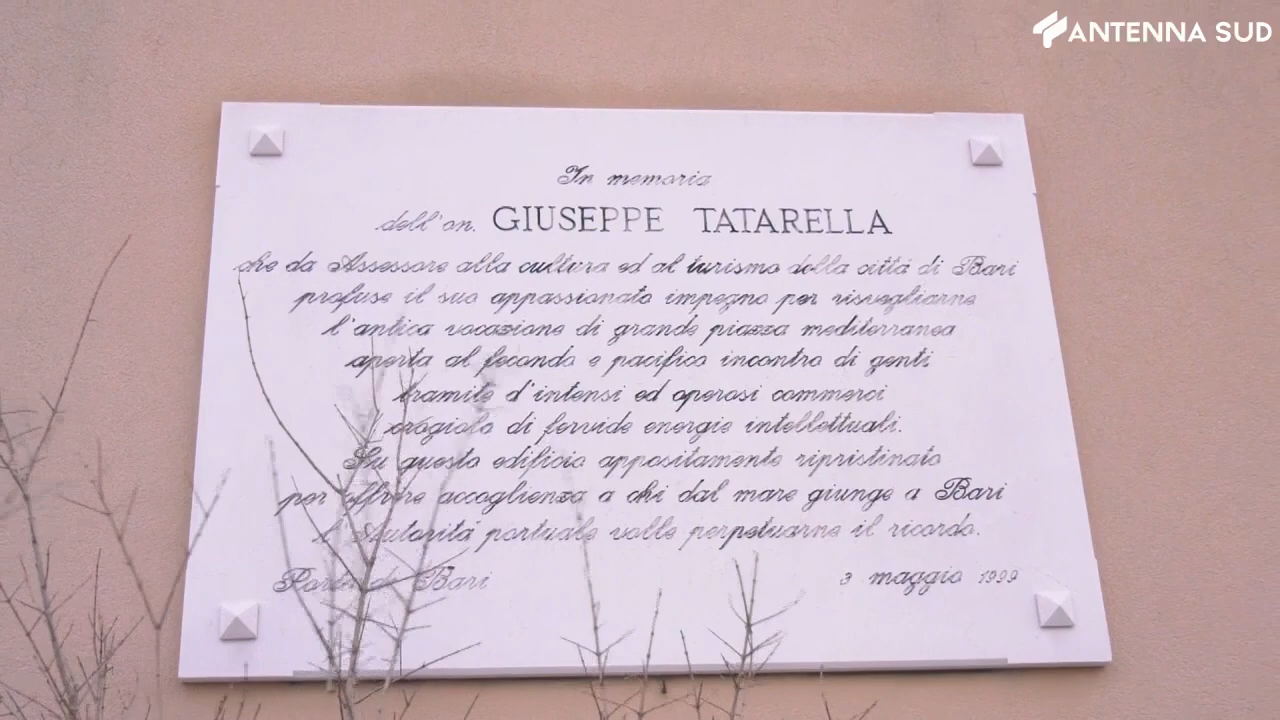 ANTENNA SUD
In memoria
dell'on. GIUSEPPE TATARELLA
che da Assessore alla cultura ed al turismo della città di Bari
profuse il suo appassionato impegno per risvegliarne
l'antica vocazione di grande piazza mediterranea
aperta al fecondo e pacifico incontro di genti
tramite d'intensi ed operosi commerci
crogiolo di fervide energie intellettuali.
Su questo edificio appositamente ripristinato
per offrire accoglienza a chi dal mare giunge a Bari
l'Autorità portuale volle perpetuarne il ricordo.
Porto di Bari 3 maggio 1999